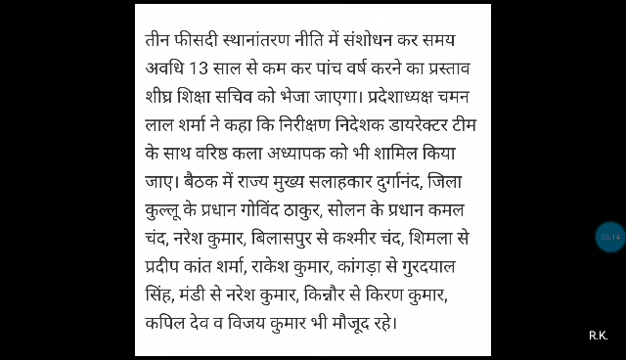 तीन फीसदी स्थानांतरण नीति में संशोधन कर समय
अवधि 13 साल से कम कर पांच वर्ष करने का प्रस्ताव
शीघ्र शिक्षा सचिव को भेजा जाएगा। प्रदेशाध्यक्ष चमन
लाल शर्मा ने कहा कि निरीक्षण निदेशक डायरेक्टर टीम
के साथ वरिष्ठ कला अध्यापक को भी शामिल किया
जाए। बैठक में राज्य मुख्य सलाहकार दुर्गानंद, जिला
कुल्लू के प्रधान गोविंद ठाकुर, सोलन के प्रधान कमल
चंद, नरेश कुमार, बिलासपुर से कश्मीर चंद, शिमला से
प्रदीप कांत शर्मा, राकेश कुमार, कांगड़ा से गुरदयाल
सिंह, मंडी से नरेश कुमार, किन्नौर से किरण कुमार,
कपिल देव व विजय कुमार भी मौजूद रहे।
03:14
R.K.